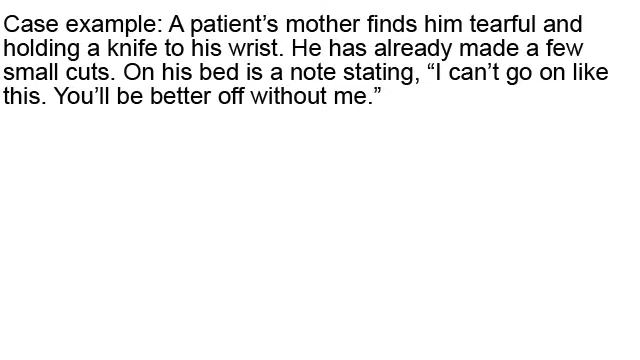 Case example: A patient’s mother finds him tearful and
holding a knife to his wrist. He has already made a few
small cuts. On his bed is a note stating, “I can’t go on like
this. You’ll be better off without me.”